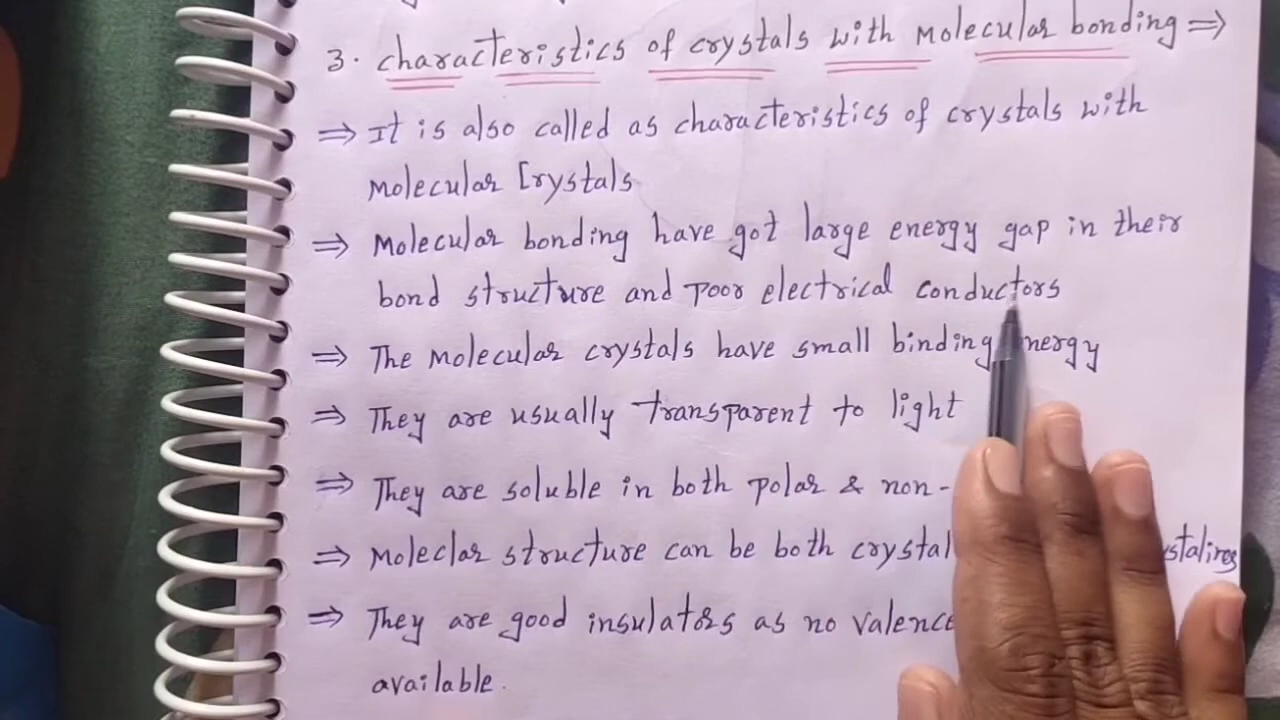 3. characteristics of crystals with Molecular bonding ⇒
⇒ It is also called as characteristics of crystals with
Molecular Crystals
⇒ Molecular bonding have got large energy gap in their
bond structure and poor electrical conductors
⇒ The Molecular crystals have small binding energy
⇒ They are usually transparent to light
⇒ They are soluble in both polar & non-
⇒ Moleclar structure can be both crystal
⇒ They are good insulators as no valence
available.